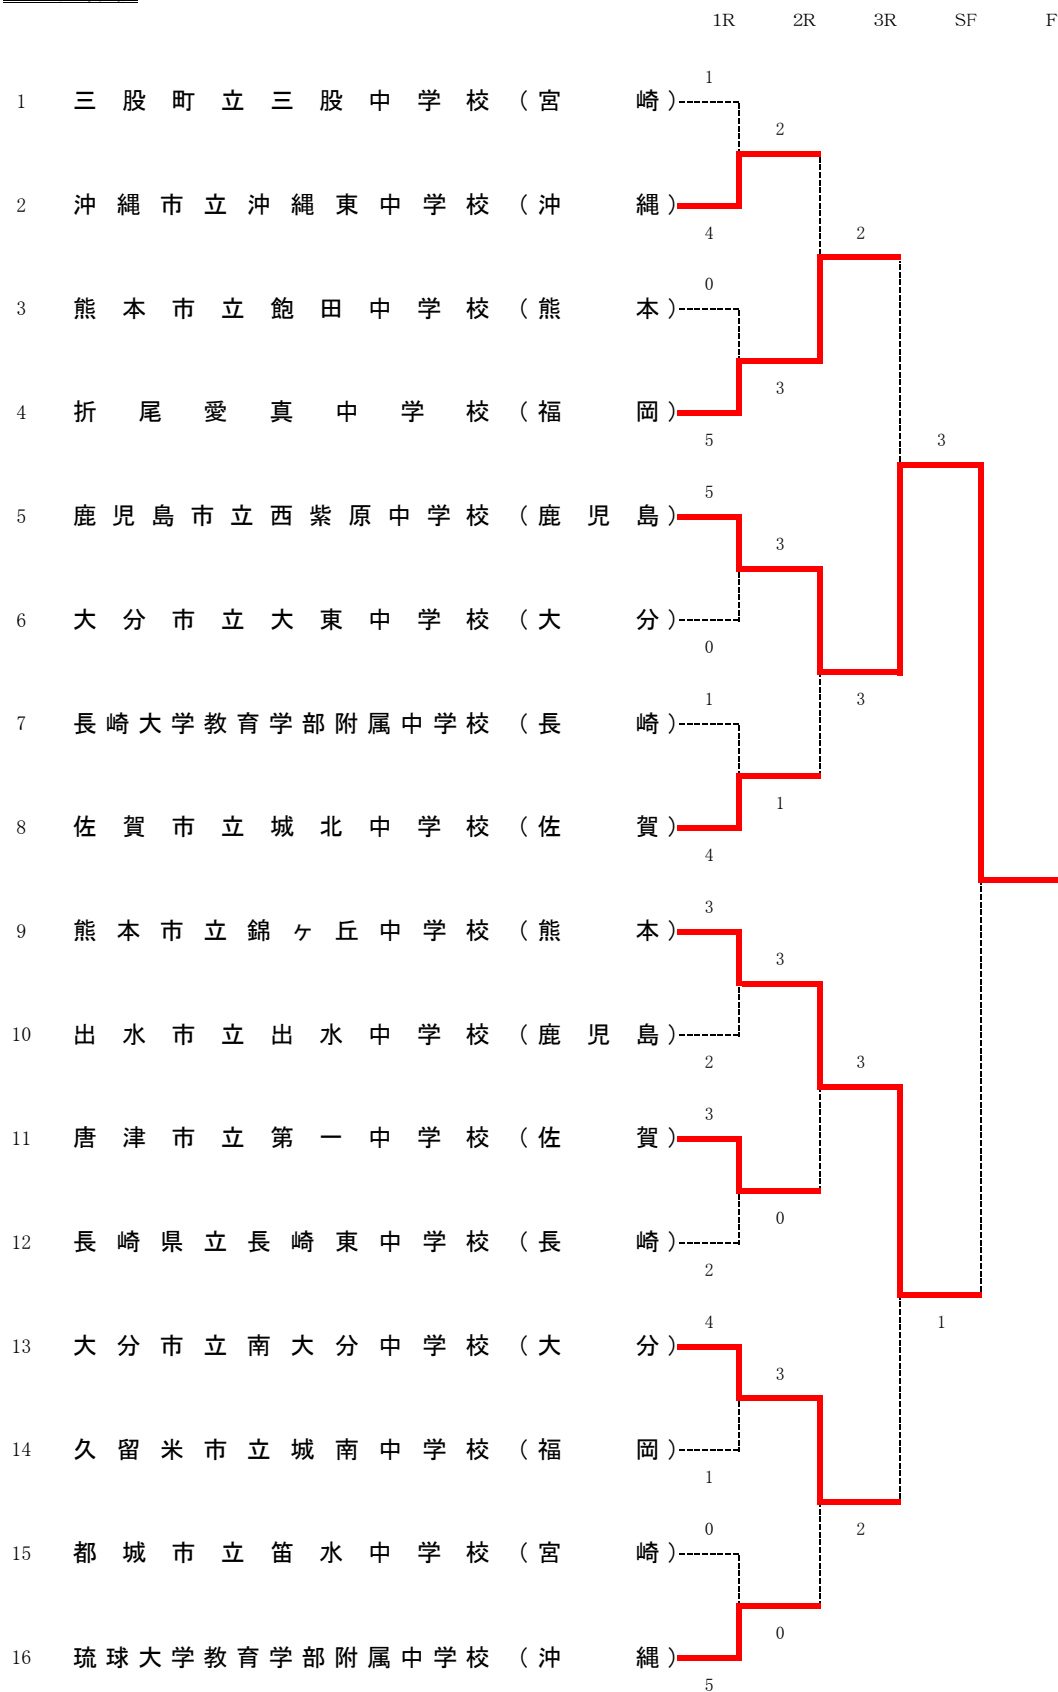 1R 2R 3R SF F
1
1 三股町立三股中学校（宮崎）
2
2 沖縄市立沖縄東中学校（沖縄）
4 2
0
3 熊本市立飽田中学校（熊本）
3
4 折尾愛真中学校（福岡）
5 3
5
5 鹿児島市立西紫原中学校（鹿児島）
3
6 大分市立大東中学校（大分）
0
1 3
7 長崎大学教育学部附属中学校（長崎）
1
8 佐賀市立城北中学校（佐賀）
4
3
9 熊本市立錦ヶ丘中学校（熊本）
3
10 出水市立出水中学校（鹿児島）
2 3
3
11 唐津市立第一中学校（佐賀）
0
12 長崎県立長崎東中学校（長崎）
2
4 1
13 大分市立南大分中学校（大分）
3
14 久留米市立城南中学校（福岡）
1
0 2
15 都城市立笛水中学校（宮崎）
0
16 琉球大学教育学部附属中学校（沖縄）
5